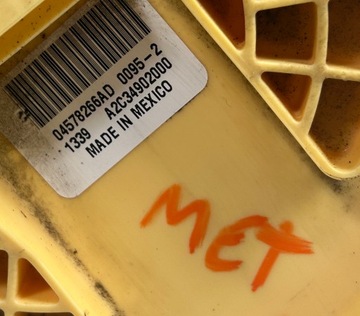 04578266AD 0095-2
1339 A2C34902000
MADE IN MEXICO
MET